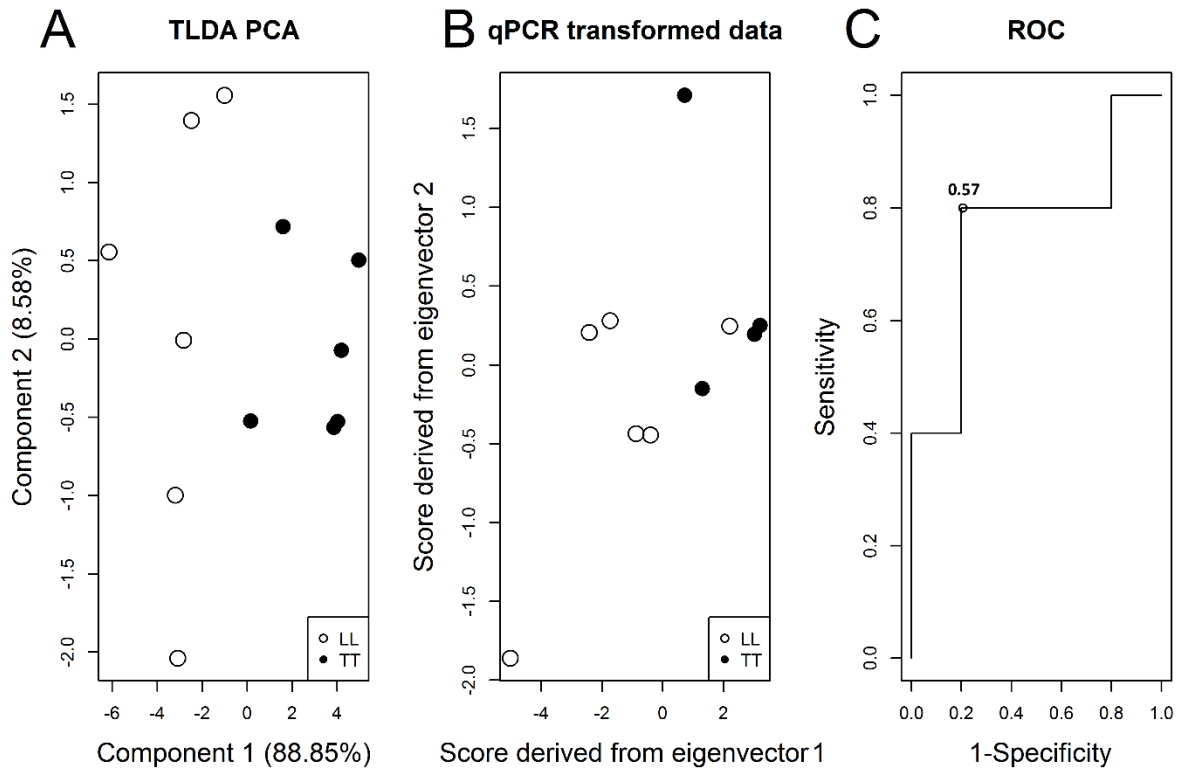 A TLDA PCA
Component 2 (8.58%)
1.5
1.0
0.5
0.0
-0.5
-1.0
-1.5
-2.0
LL
TT
-6 -4 -2 0 2 4
Component 1 (88.85%)
B qPCR transformed data
Score derived from eigenvector 2
1.5
1.0
0.5
0.0
-0.5
-1.0
-1.5
-2.0
LL
TT
-4 -2 0 2
Score derived from eigenvector 1
C ROC
Sensitivity
1.0
0.8
0.6
0.4
0.2
0.0
0.57
0.0 0.2 0.4 0.6 0.8 1.0
1-Specificity